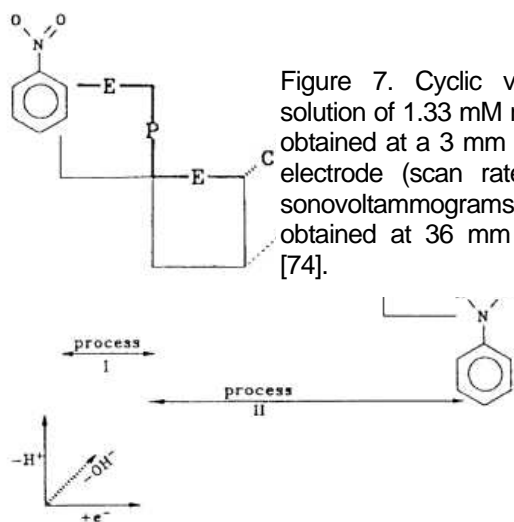 O O
N
E
Figure 7. Cyclic v
solution of 1.33 mM
obtained at a 3 mm
electrode (scan rate
sonovoltammograms
obtained at 36 mm
[74].
P
E C
N
process
I
process
II
-H+
-OH-
+e-